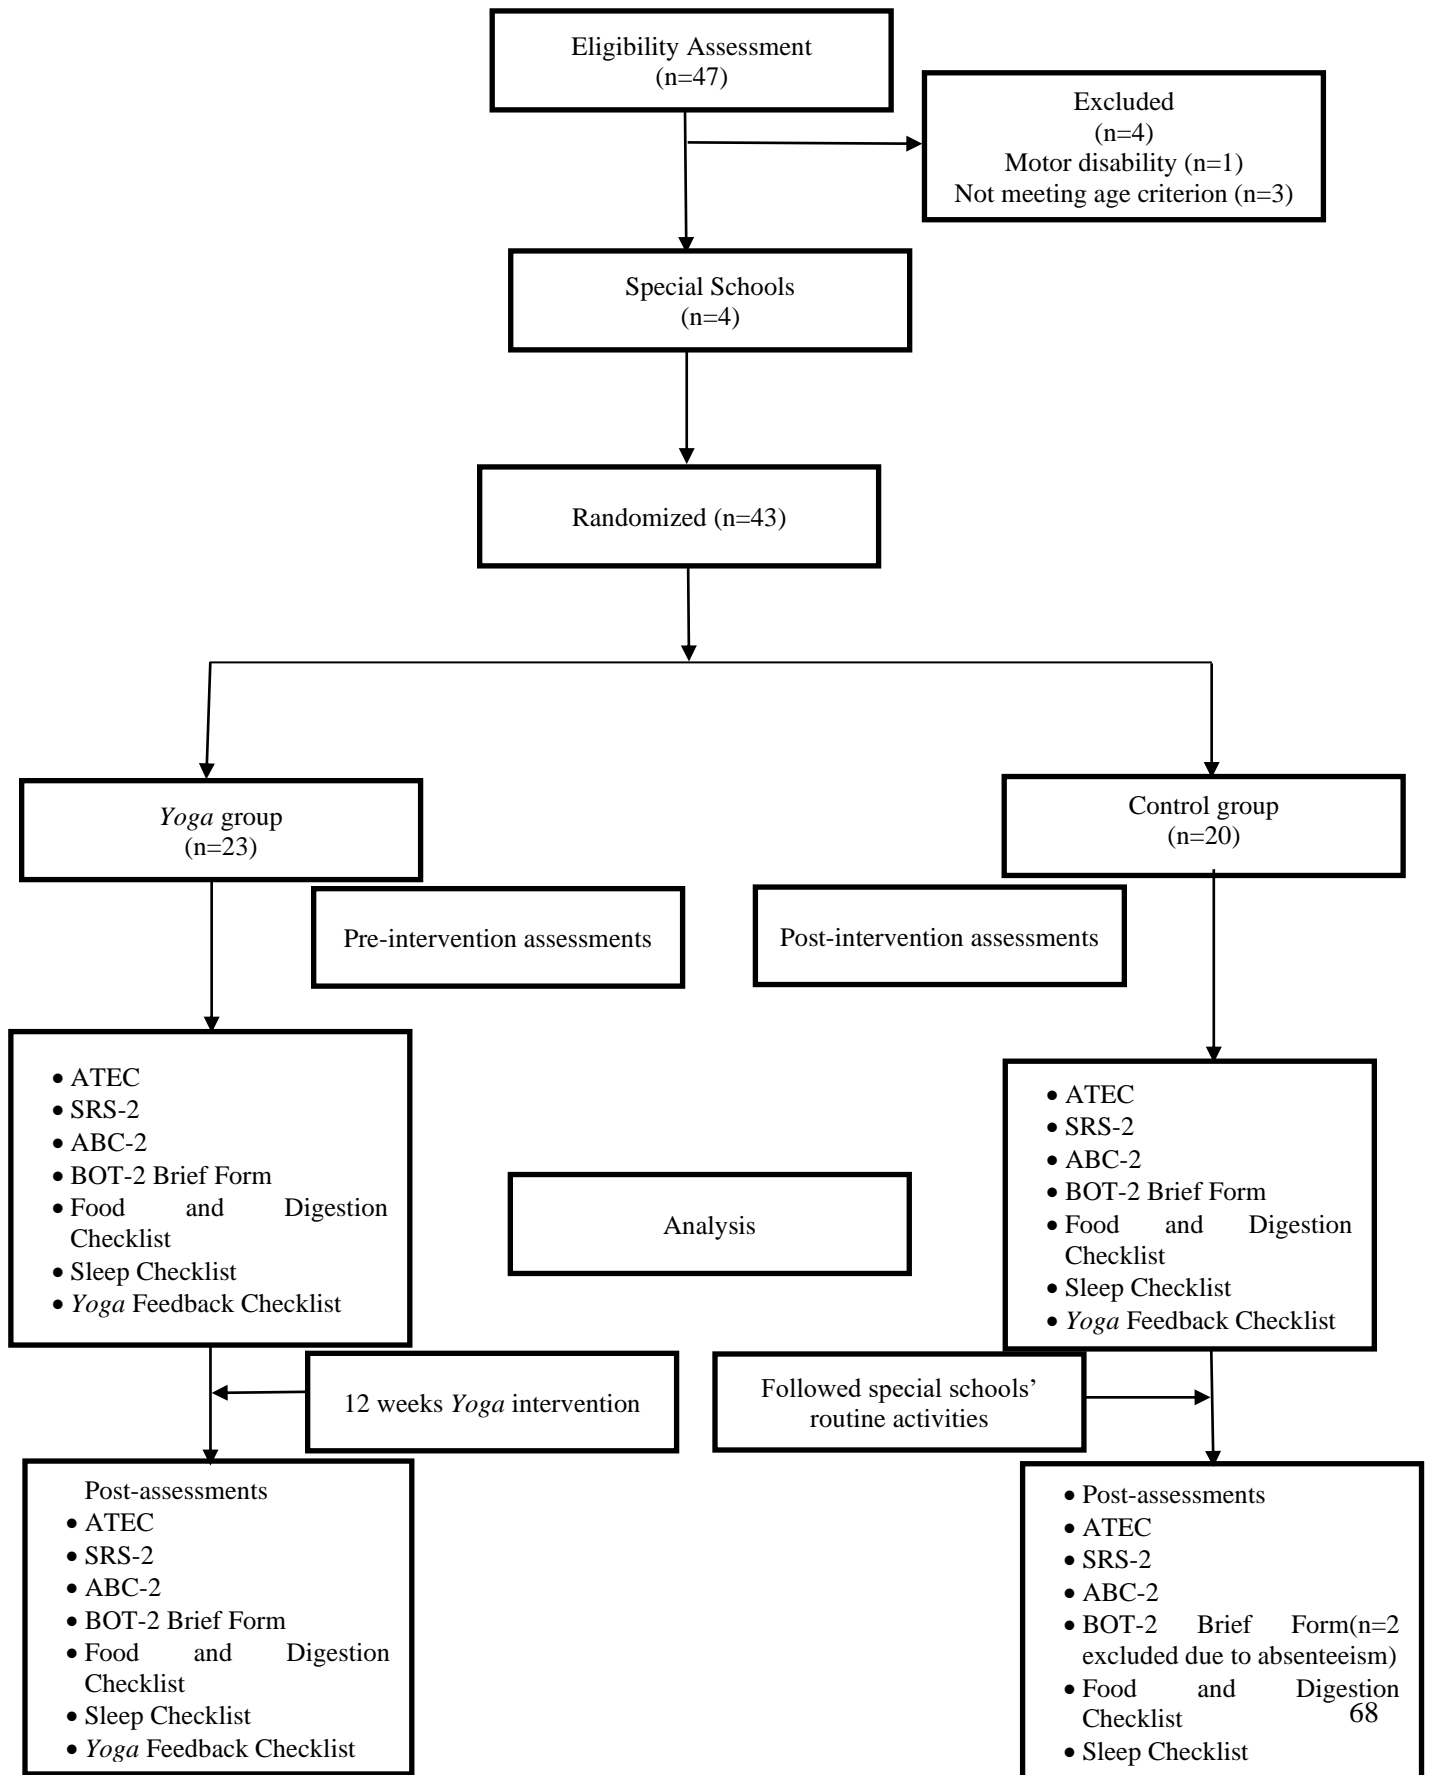 Eligibility Assessment
(n=47)
Excluded
(n=4)
Motor disability (n=1)
Not meeting age criterion (n=3)
Special Schools
(n=4)
Randomized (n=43)
Yoga group
(n=23)
Control group
(n=20)
Pre-intervention assessments
Post-intervention assessments
• ATEC
• SRS-2
• ABC-2
• BOT-2 Brief Form
• Food and Digestion
Checklist
• Sleep Checklist
• Yoga Feedback Checklist
• ATEC
• SRS-2
• ABC-2
• BOT-2 Brief Form
• Food and Digestion
Checklist
• Sleep Checklist
• Yoga Feedback Checklist
Analysis
12 weeks Yoga intervention
Followed special schools’
routine activities
Post-assessments
• ATEC
• SRS-2
• ABC-2
• BOT-2 Brief Form
• Food and Digestion
Checklist
• Sleep Checklist
• Yoga Feedback Checklist
• Post-assessments
• ATEC
• SRS-2
• ABC-2
• BOT-2 Brief Form(n=2
excluded due to absenteeism)
• Food and Digestion
Checklist
• Sleep Checklist
68